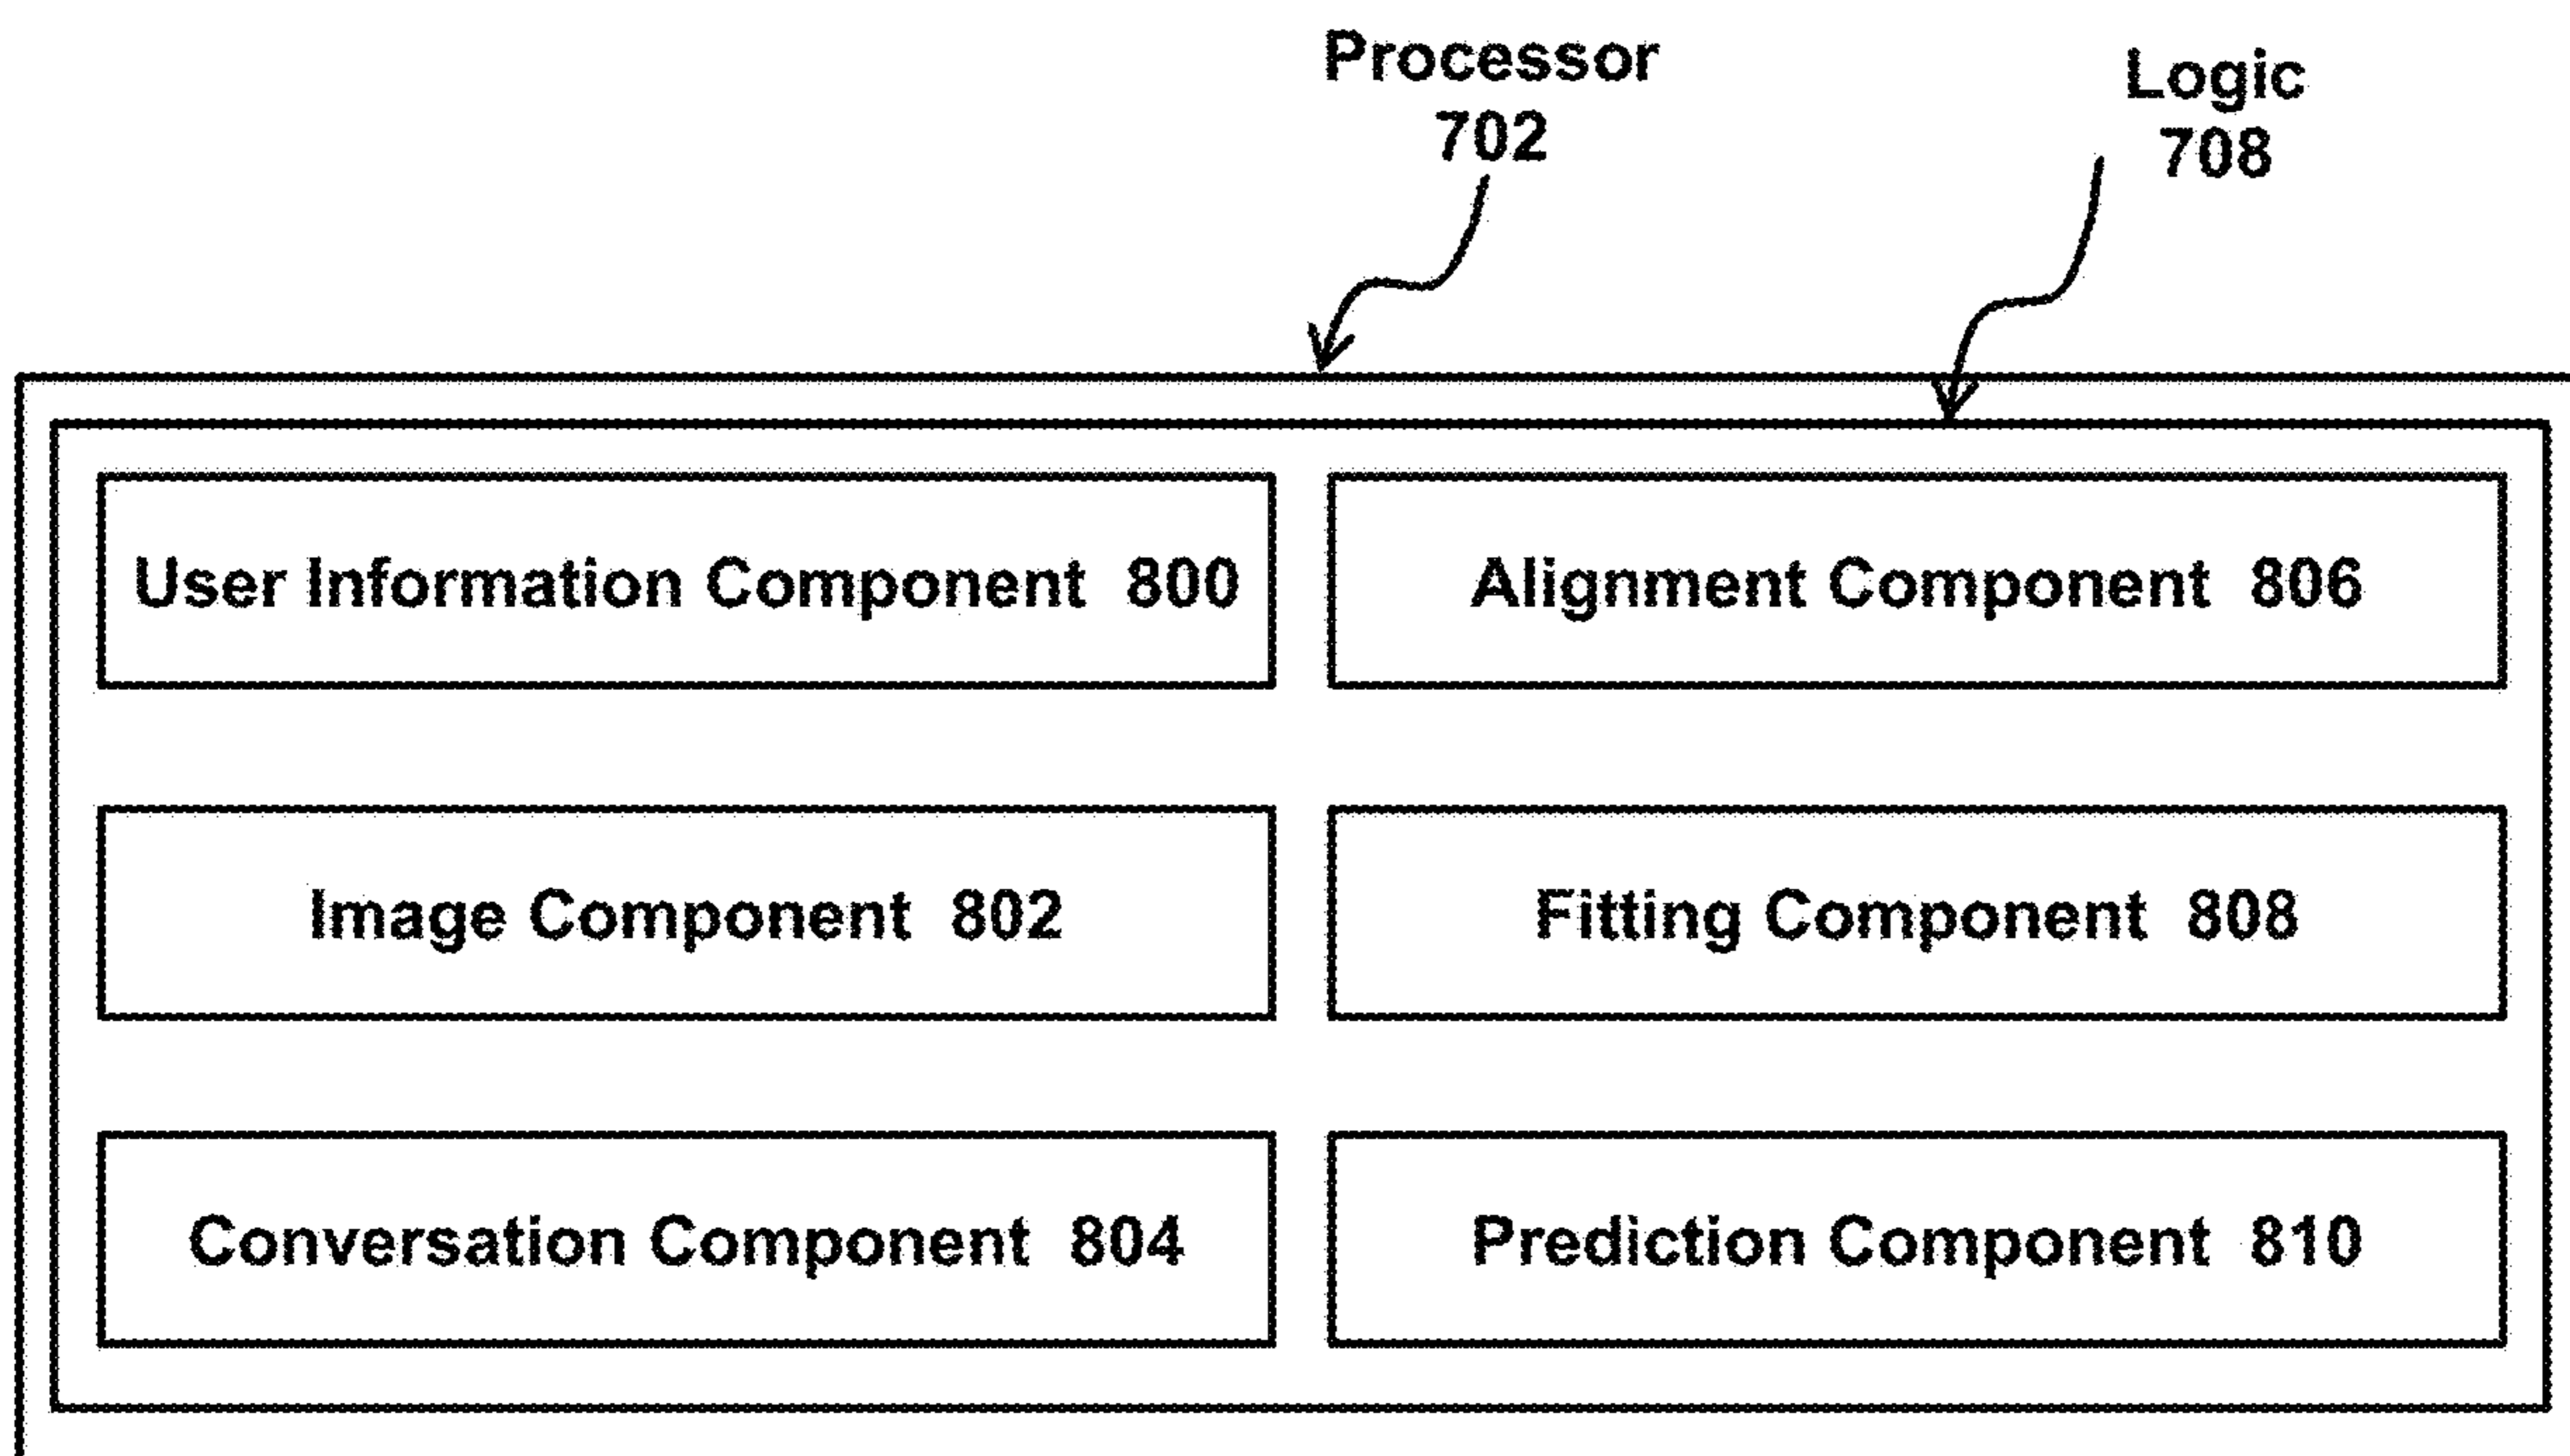 Processor
702
Logic
708
User Information Component 800
Alignment Component 806
Image Component 802
Fitting Component 808
Conversation Component 804
Prediction Component 810